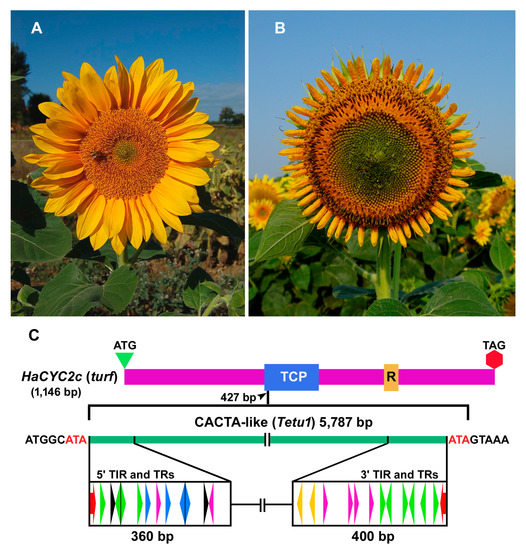 A
B
C
ATG
TAG
HaCYC2c (turf)
TCP
R
(1,146 bp)
427 bp
CACTA-like (Tetu1) 5,787 bp
ATGGCATA
ATAGTAAA
5' TIR and TRs
3' TIR and TRs
360 bp
400 bp